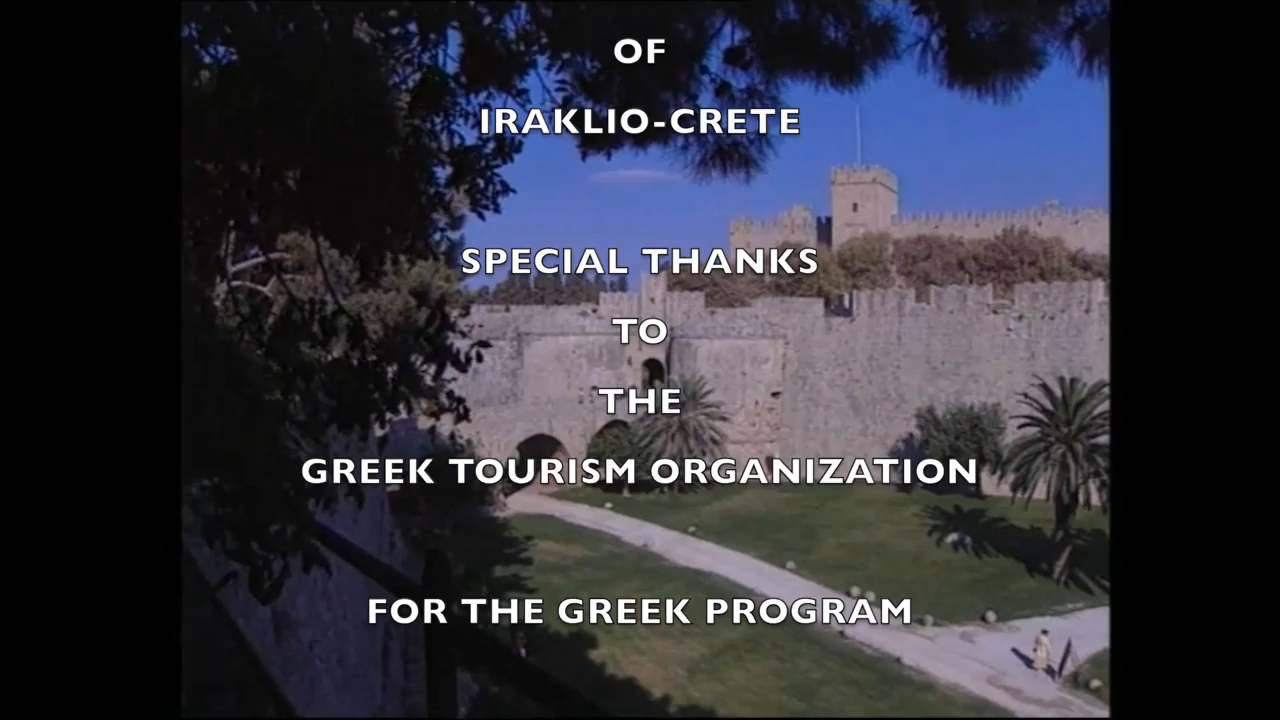 OF
IRAKLIO-CRETE
SPECIAL THANKS
TO
THE
GREEK TOURISM ORGANIZATION
FOR THE GREEK PROGRAM